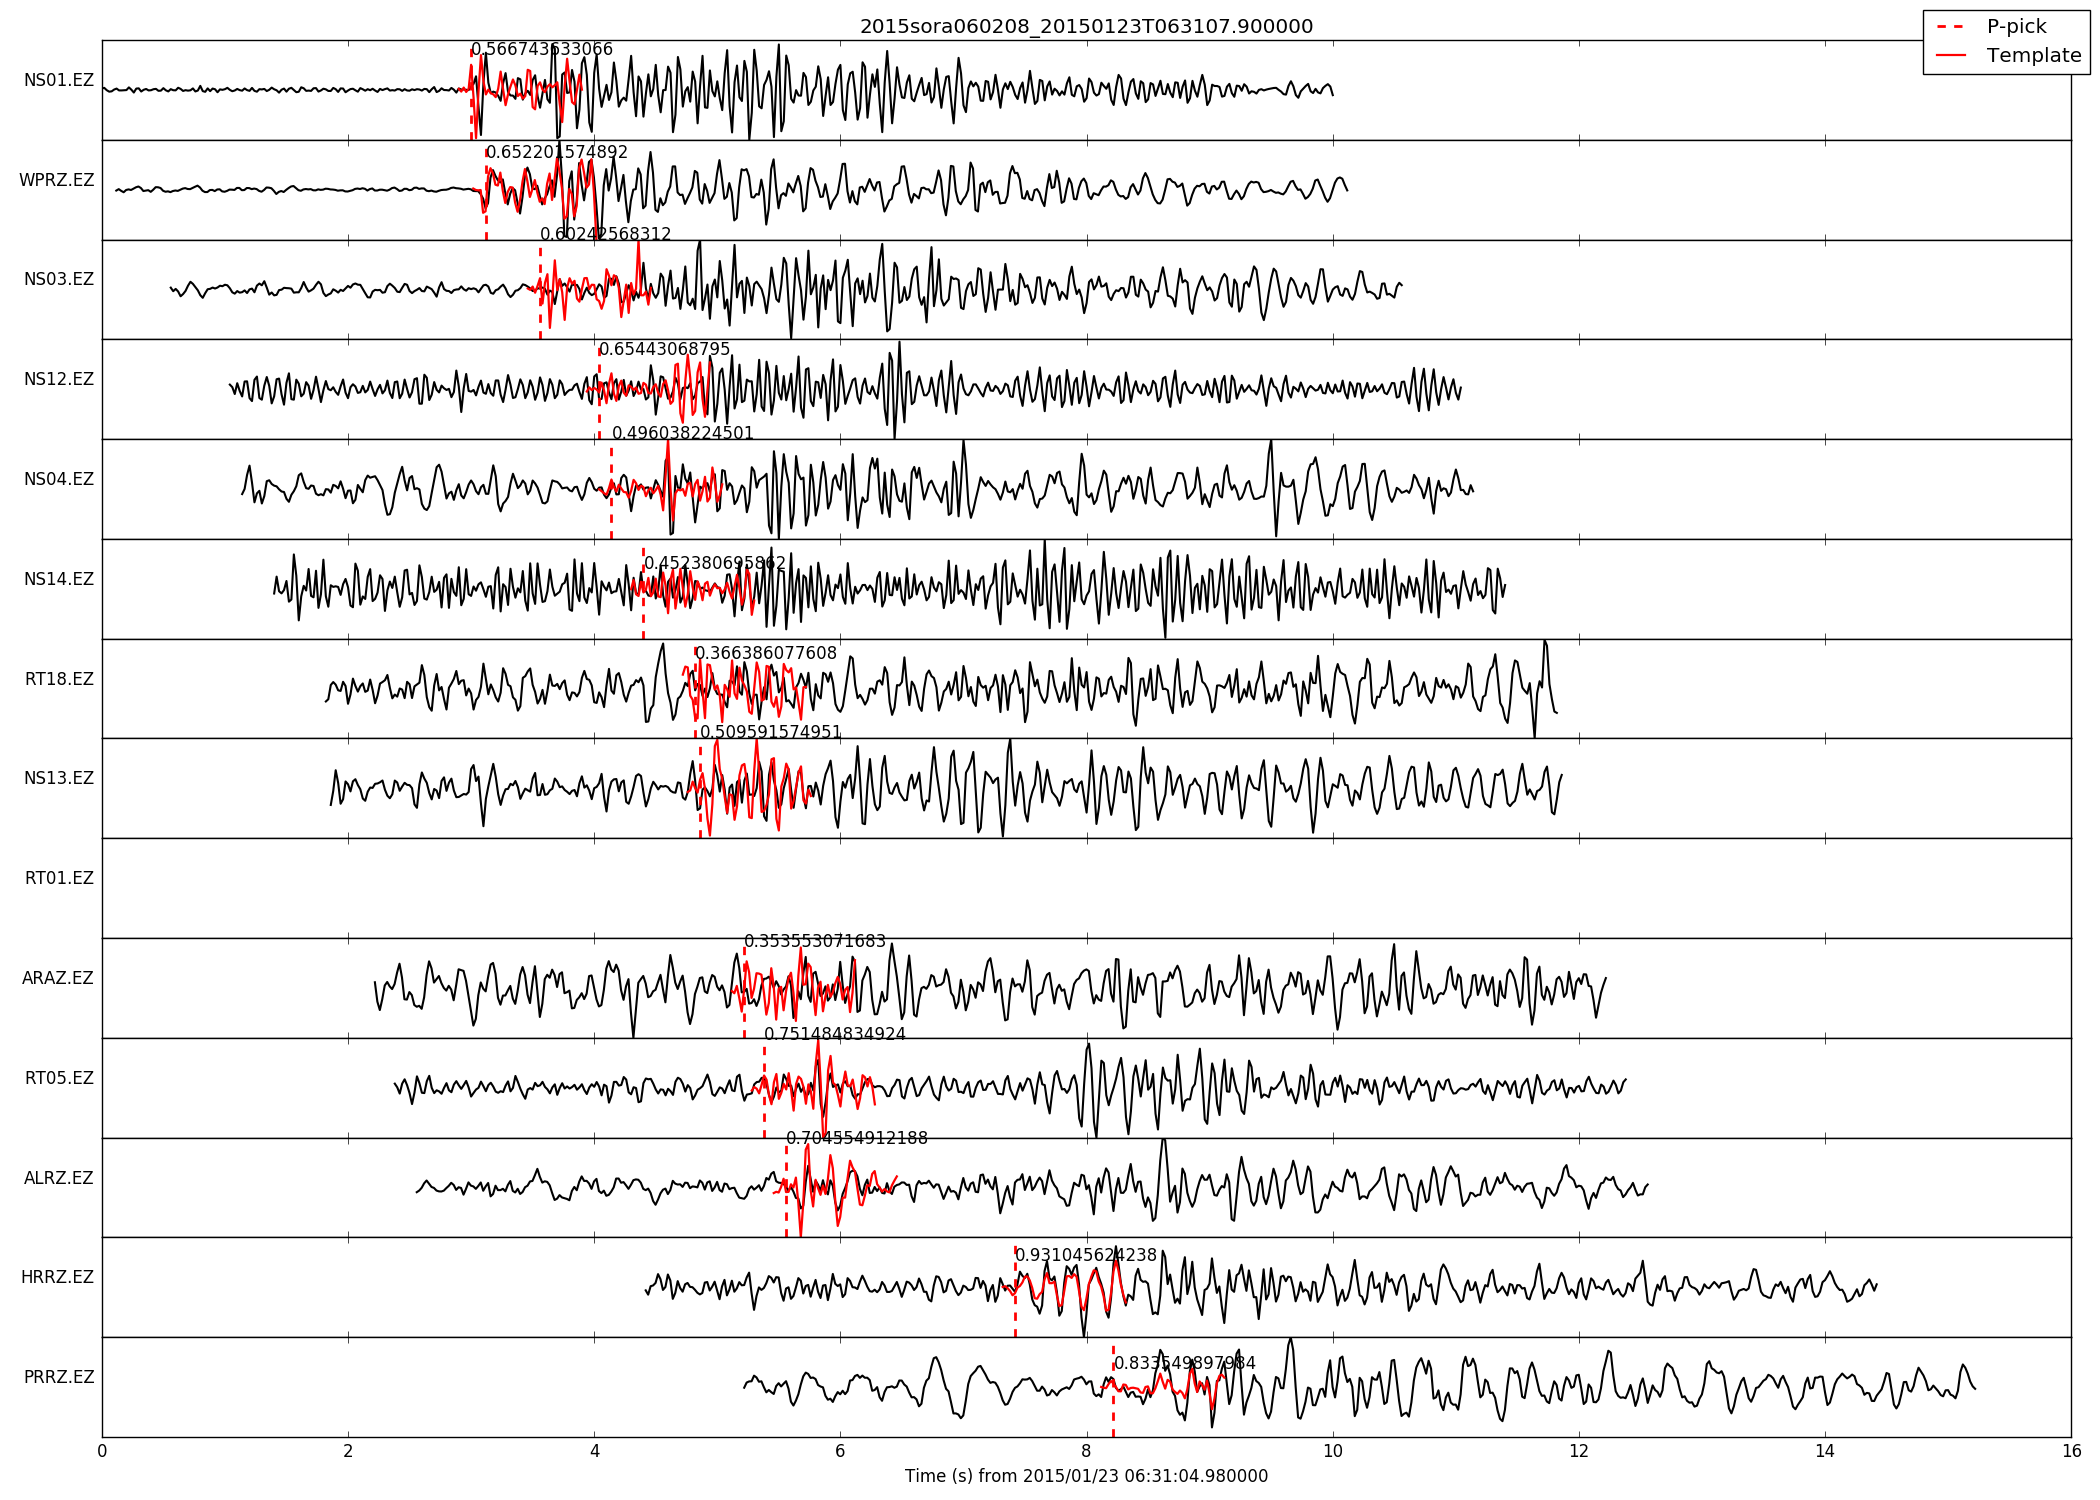 2015sora060208_20150123T063107.900000
P-pick
Template
NS01.EZ
0.566743633066
WPRZ.EZ
0.652201574892
NS03.EZ
0.60242568312
NS12.EZ
0.65443068795
NS04.EZ
0.496038224501
NS14.EZ
0.452380695862
RT18.EZ
0.366386077608
NS13.EZ
0.509591574951
RT01.EZ
ARAZ.EZ
0.353553071683
RT05.EZ
0.751484834924
ALRZ.EZ
0.704554912188
HRRZ.EZ
0.931045624238
PRRZ.EZ
0.833549897984
0 2 4 6 8 10 12 14 16
Time (s) from 2015/01/23 06:31:04.980000